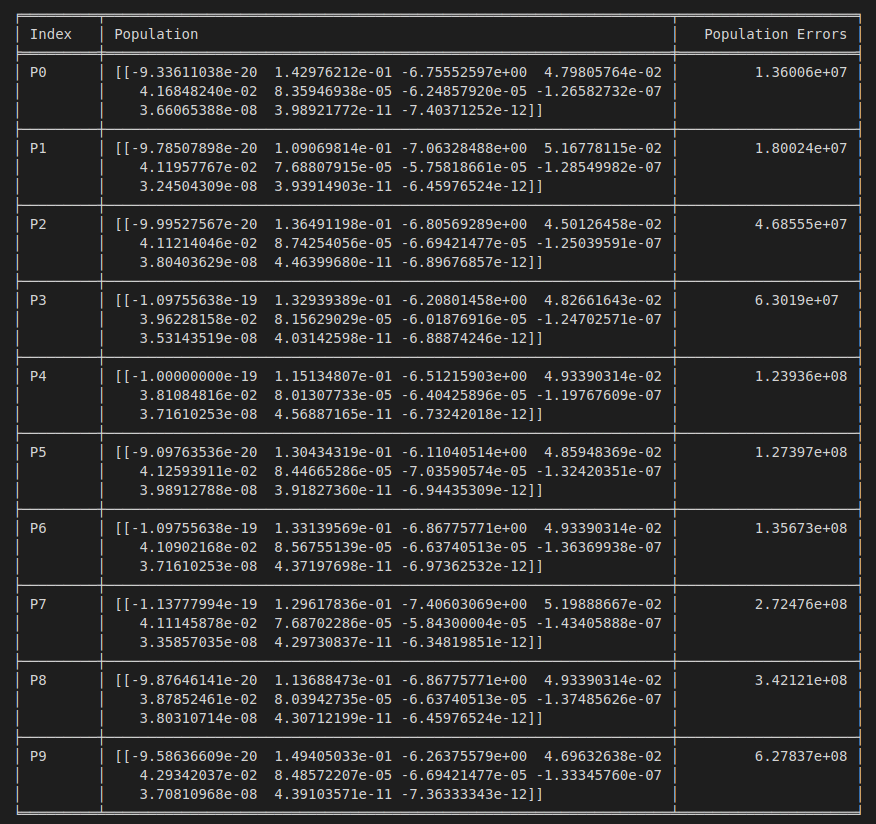 Index Population Population Errors
P0 [[-9.33611038e-20 1.42976212e-01 -6.75552597e+00 4.79805764e-02 1.36006e+07
4.16848240e-02 8.35946938e-05 -6.24857920e-05 -1.26582732e-07
3.66065388e-08 3.98921772e-11 -7.40371252e-12]]
P1 [[-9.78507898e-20 1.09069814e-01 -7.06328488e+00 5.16778115e-02 1.80024e+07
4.11957767e-02 7.68807915e-05 -5.75818661e-05 -1.28549982e-07
3.24504309e-08 3.93914903e-11 -6.45976524e-12]]
P2 [[-9.99527567e-20 1.36491198e-01 -6.80569289e+00 4.50126458e-02 4.68555e+07
4.11214046e-02 8.74254056e-05 -6.69421477e-05 -1.25039591e-07
3.80403629e-08 4.46399680e-11 -6.89676857e-12]]
P3 [[-1.09755638e-19 1.32939389e-01 -6.20801458e+00 4.82661643e-02 6.3019e+07
3.96228158e-02 8.15629029e-05 -6.01876916e-05 -1.24702571e-07
3.53143519e-08 4.03142598e-11 -6.88874246e-12]]
P4 [[-1.00000000e-19 1.15134807e-01 -6.51215903e+00 4.93390314e-02 1.23936e+08
3.81084816e-02 8.01307733e-05 -6.40425896e-05 -1.19767609e-07
3.71610253e-08 4.56887165e-11 -6.73242018e-12]]
P5 [[-9.09763536e-20 1.30434319e-01 -6.11040514e+00 4.85948369e-02 1.27397e+08
4.12593911e-02 8.44665286e-05 -7.03590574e-05 -1.32420351e-07
3.98912788e-08 3.91827360e-11 -6.94435309e-12]]
P6 [[-1.09755638e-19 1.33139569e-01 -6.86775771e+00 4.93390314e-02 1.35673e+08
4.10902168e-02 8.56755139e-05 -6.63740513e-05 -1.36369938e-07
3.71610253e-08 4.37197698e-11 -6.97362532e-12]]
P7 [[-1.13777994e-19 1.29617836e-01 -7.40603069e+00 5.19888667e-02 2.72476e+08
4.11145878e-02 7.68702286e-05 -5.84300004e-05 -1.43405888e-07
3.35857035e-08 4.29730837e-11 -6.34819851e-12]]
P8 [[-9.87646141e-20 1.13688473e-01 -6.86775771e+00 4.93390314e-02 3.42121e+08
3.87852461e-02 8.03942735e-05 -6.63740513e-05 -1.37485626e-07
3.80310714e-08 4.30712199e-11 -6.45976524e-12]]
P9 [[-9.58636609e-20 1.49405033e-01 -6.26375579e+00 4.69632638e-02 6.27837e+08
4.29342037e-02 8.48572207e-05 -6.69421477e-05 -1.33345760e-07
3.70810968e-08 4.39103571e-11 -7.36333343e-12]]